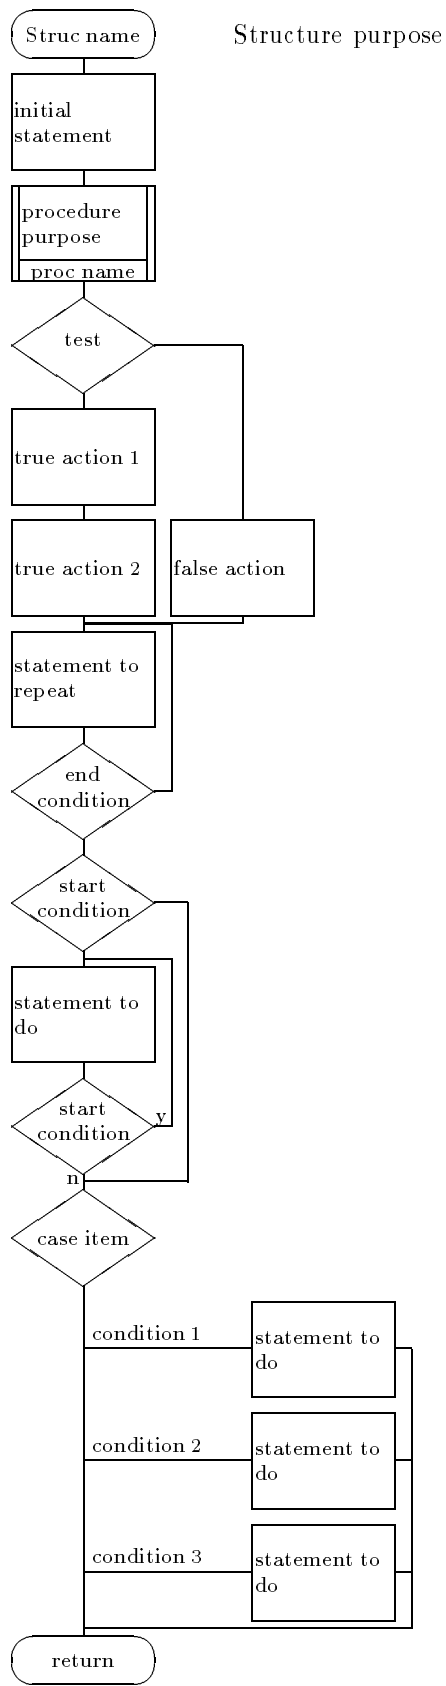 Struc name
Structure purpose
initial
statement
procedure
purpose
proc name
test
true action 1
true action 2
false action
statement to
repeat
end
condition
start
condition
statement to
do
start
condition
y
n
case item
condition 1
statement to
do
condition 2
statement to
do
condition 3
statement to
do
return